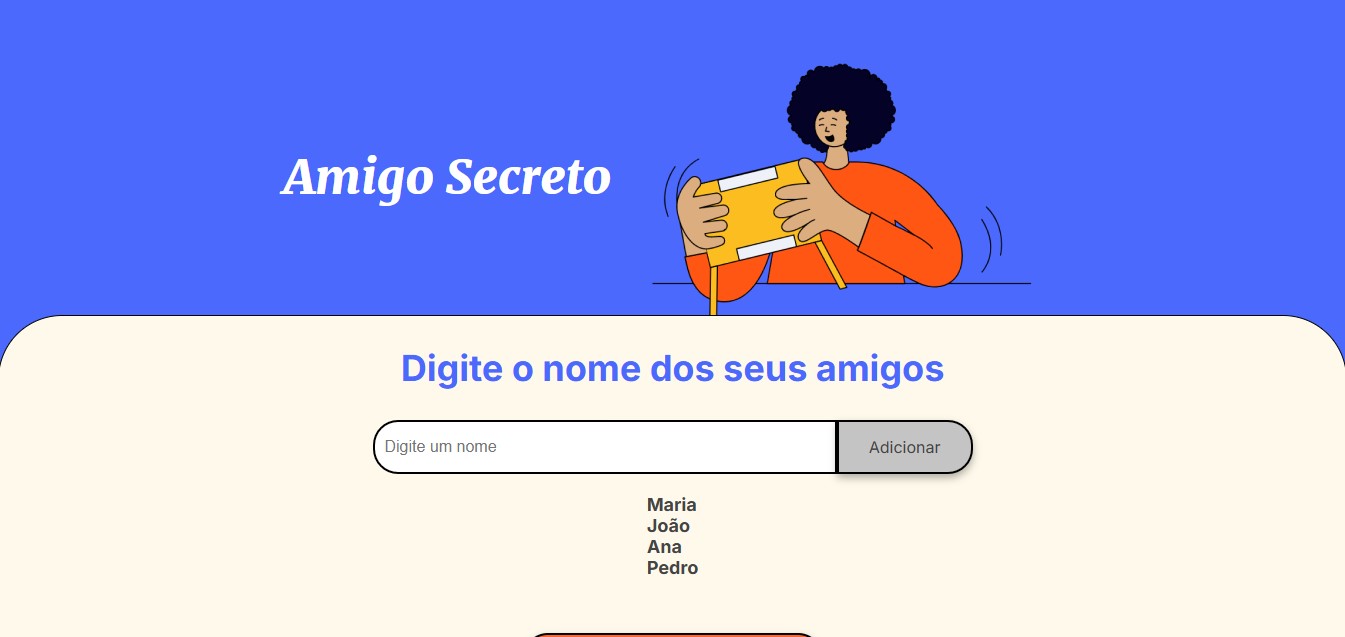 Amigo Secreto
Digite o nome dos seus amigos
Digite um nome
Adicionar
Maria
João
Ana
Pedro